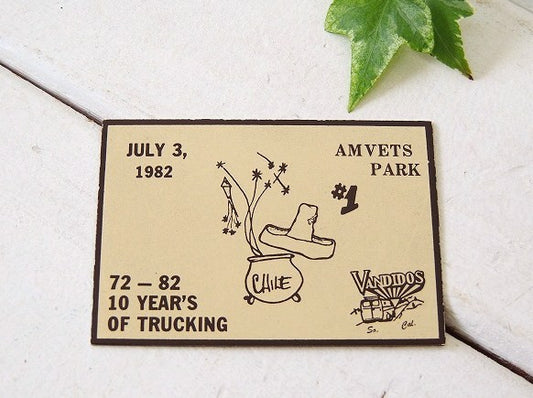 JULY 3,
1982
AMVETS
PARK
#1
CHILE
72 — 82
10 YEAR'S
OF TRUCKING
VANDIDOS
So. Cal.